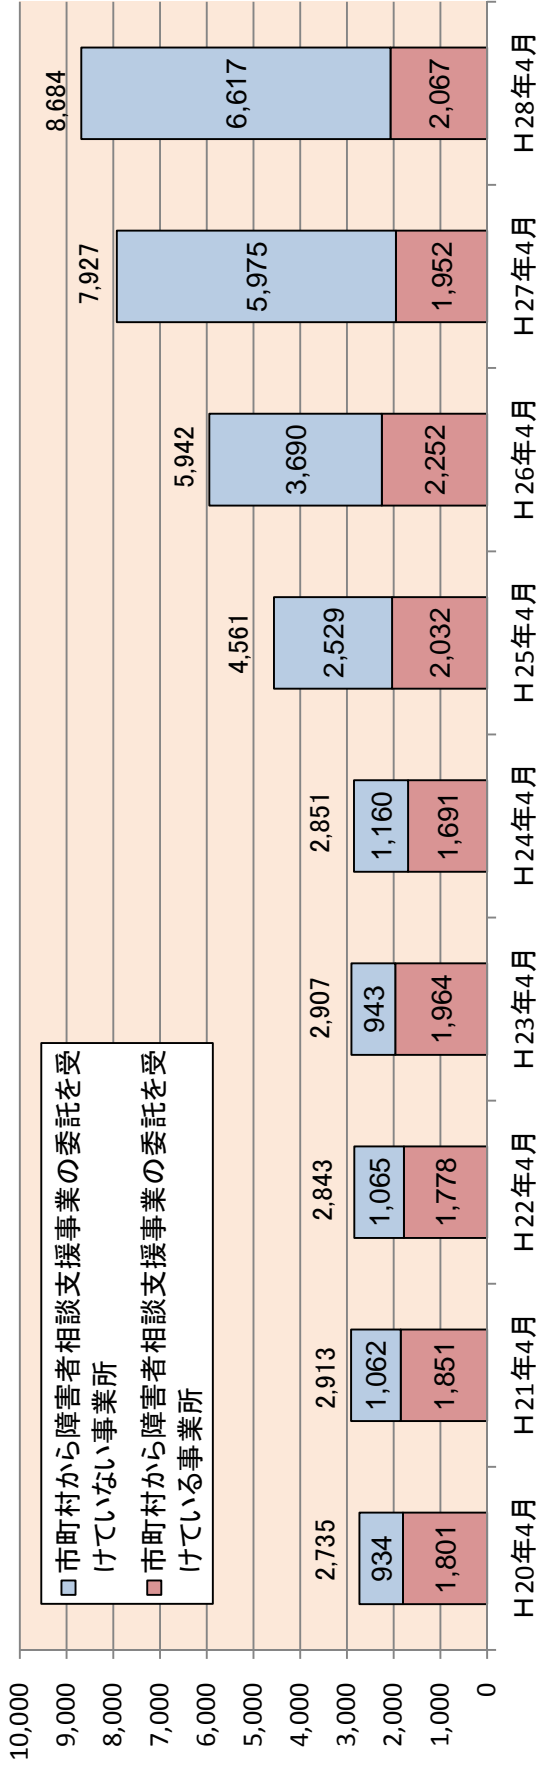 10,000
9,000
8,000
7,000
6,000
5,000
4,000
3,000
2,000
1,000
0
■市町村から障害者相談支援事業の委託を受
けていない事業所
■市町村から障害者相談支援事業の委託を受
けている事業所
2,735
934
1,801
H20年4月
2,913
1,062
1,851
H21年4月
2,843
1,065
1,778
H22年4月
2,907
943
1,964
H23年4月
2,851
1,160
1,691
H24年4月
4,561
2,529
2,032
H25年4月
5,942
3,690
2,252
H26年4月
7,927
5,975
1,952
H27年4月
8,684
6,617
2,067
H28年4月